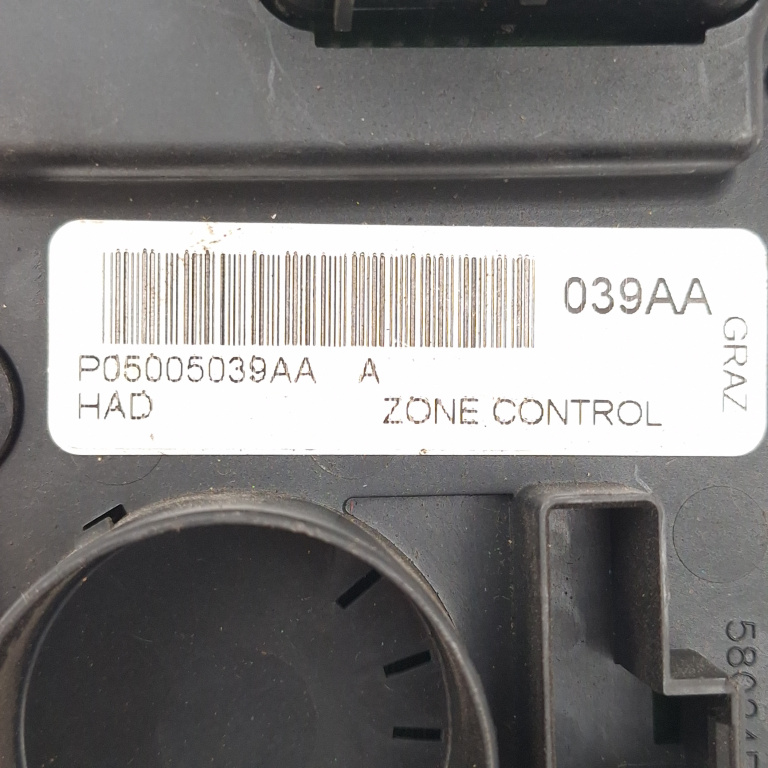 039AA
GRAZ
P05005039AA A
HAD ZONE CONTROL